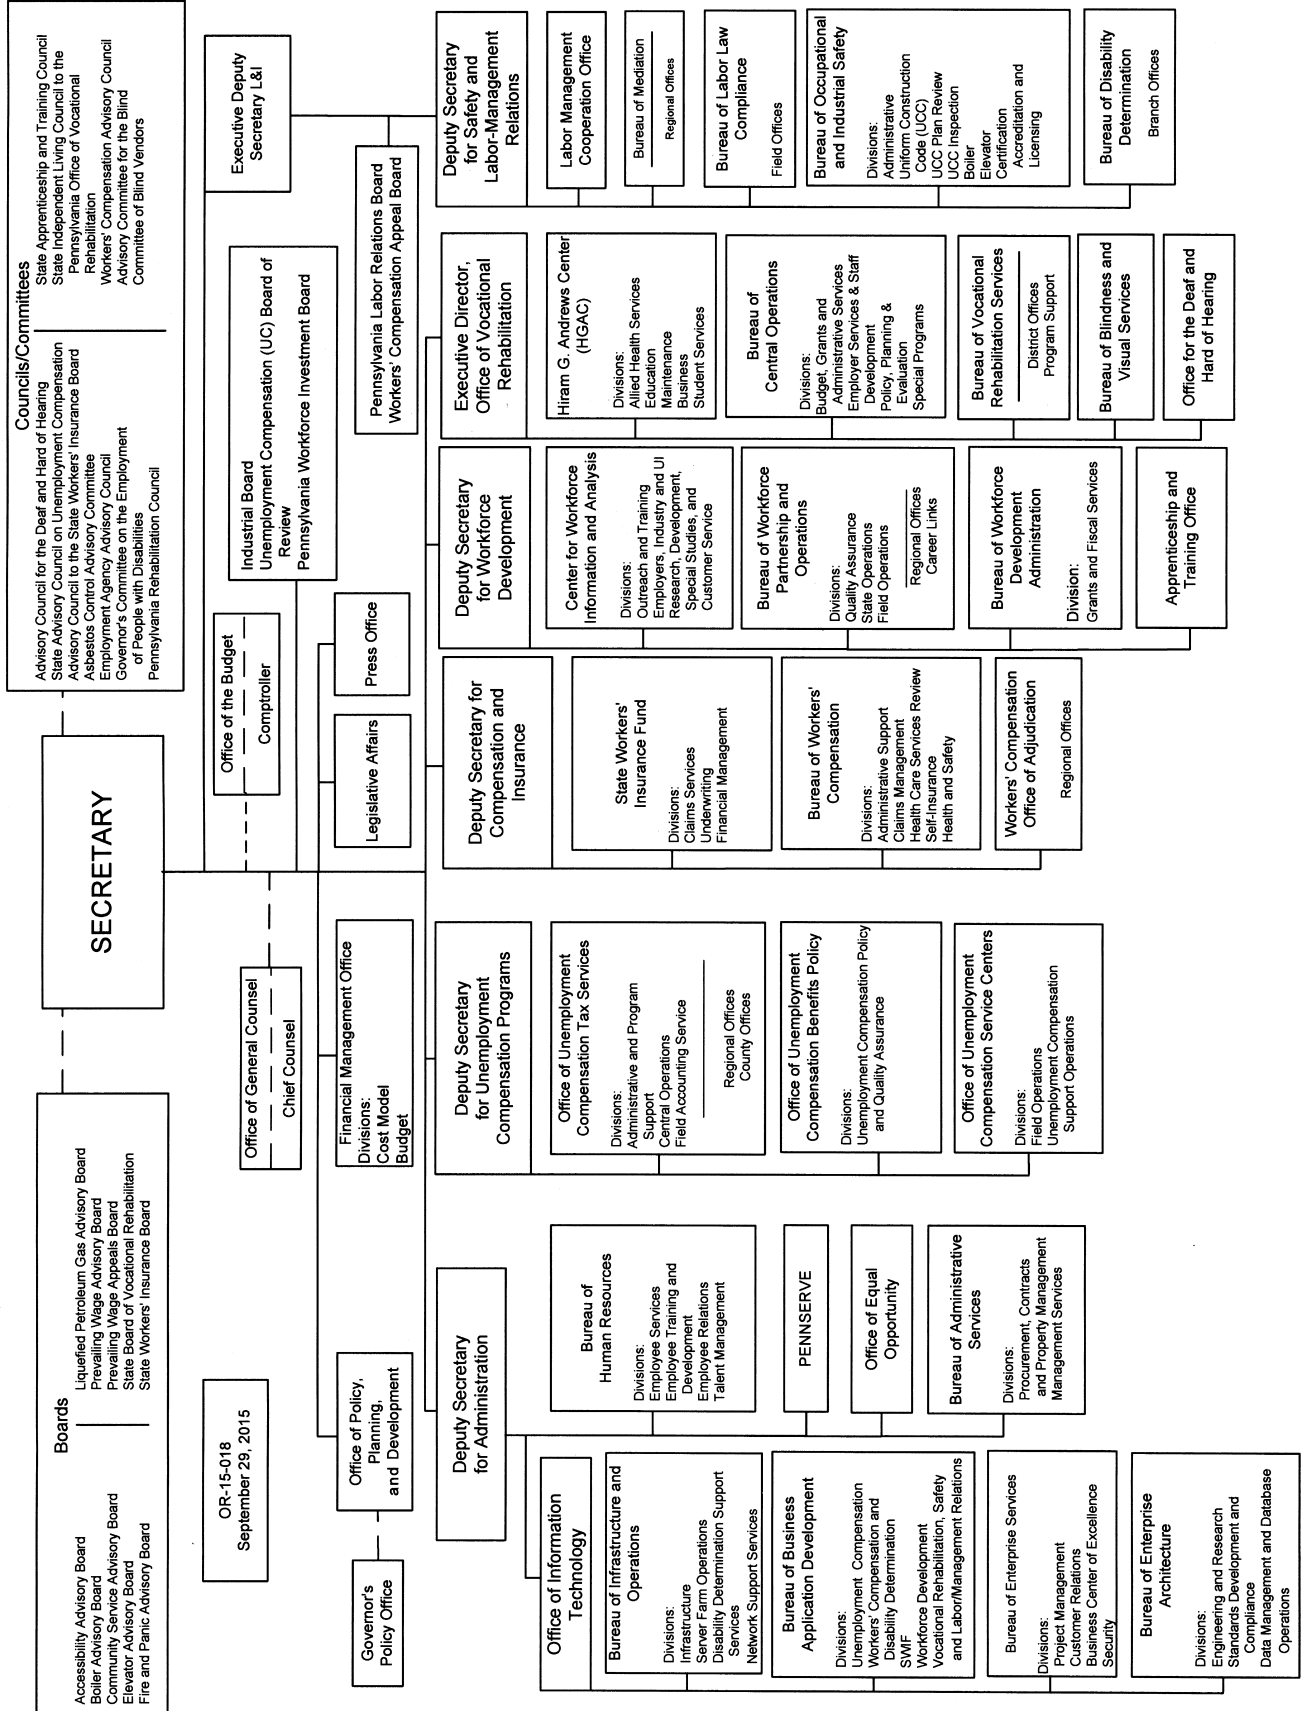 Boards
Accessibility Advisory Board
Boiler Advisory Board
Community Service Advisory Board
Elevator Advisory Board
Fire and Panic Advisory Board
Liquefied Petroleum Gas Advisory Board
Prevailing Wage Advisory Board
Prevailing Wage Appeals Board
State Board of Vocational Rehabilitation
State Workers' Insurance Board
SECRETARY
Councils/Committees
Advisory Council for the Deaf and Hard of Hearing
State Advisory Council on Unemployment Compensation
Advisory Council to the State Workers' Insurance Board
Asbestos Control Advisory Committee
Employment Agency Advisory Council
Governor's Committee on the Employment
of People with Disabilities
Pennsylvania Rehabilitation Council
State Apprenticeship and Training Council
State Independent Living Council to the
Pennsylvania Office of Vocational
Rehabilitation
Workers' Compensation Advisory Council
Advisory Committee for the Blind
Committee of Blind Vendors
OR-15-018
September 29, 2015
Office of General Counsel
Chief Counsel
Office of the Budget
Comptroller
Industrial Board
Unemployment Compensation (UC) Board of
Review
Pennsylvania Workforce Investment Board
Executive Deputy
Secretary L&I
Governor's
Policy Office
Office of Policy,
Planning,
and Development
Financial Management Office
Divisions:
Cost Model
Budget
Legislative Affairs
Press Office
Pennsylvania Labor Relations Board
Workers' Compensation Appeal Board
Deputy Secretary
for Administration
Office of Information
Technology
Bureau of Infrastructure and
Operations
Divisions:
Infrastructure
Server Farm Operations
Disability Determination Support
Services
Network Support Services
Bureau of Business
Application Development
Divisions:
Unemployment Compensation
Workers' Compensation and
Disability Determination
SWIF
Workforce Development
Vocational Rehabilitation, Safety
and Labor/Management Relations
Bureau of Enterprise Services
Divisions:
Project Management
Customer Relations
Business Center of Excellence
Security
Bureau of Enterprise
Architecture
Divisions:
Engineering and Research
Standards Development and
Compliance
Data Management and Database
Operations
Bureau of
Human Resources
Divisions:
Employee Services
Employee Training and
Development
Employee Relations
Talent Management
PENNSERVE
Office of Equal
Opportunity
Bureau of Administrative
Services
Divisions:
Procurement, Contracts
and Property Management
Management Services
Deputy Secretary
for Unemployment
Compensation Programs
Office of Unemployment
Compensation Tax Services
Divisions:
Administrative and Program
Support
Central Operations
Field Accounting Service
Regional Offices
County Offices
Office of Unemployment
Compensation Benefits Policy
Divisions:
Unemployment Compensation Policy
and Quality Assurance
Office of Unemployment
Compensation Service Centers
Divisions:
Field Operations
Unemployment Compensation
Support Operations
Deputy Secretary for
Compensation and
Insurance
State Workers'
Insurance Fund
Divisions:
Claims Services
Underwriting
Financial Management
Bureau of Workers'
Compensation
Divisions:
Administrative Support
Claims Management
Health Care Services Review
Self-Insurance
Health and Safety
Workers' Compensation
Office of Adjudication
Regional Offices
Deputy Secretary
for Workforce
Development
Center for Workforce
Information and Analysis
Divisions:
Outreach and Training
Employers, Industry and UI
Research, Development,
Special Studies, and
Customer Service
Bureau of Workforce
Partnership and
Operations
Divisions:
Quality Assurance
State Operations
Field Operations
Regional Offices
Career Links
Bureau of Workforce
Development
Administration
Division:
Grants and Fiscal Services
Apprenticeship and
Training Office
Executive Director,
Office of Vocational
Rehabilitation
Hiram G. Andrews Center
(HGAC)
Divisions:
Allied Health Services
Education
Maintenance
Business
Student Services
Bureau of
Central Operations
Divisions:
Budget, Grants and
Administrative Services
Employer Services & Staff
Development
Policy, Planning &
Evaluation
Special Programs
Bureau of Vocational
Rehabilitation Services
District Offices
Program Support
Bureau of Blindness and
Visual Services
Office for the Deaf and
Hard of Hearing
Deputy Secretary
for Safety and
Labor-Management
Relations
Labor Management
Cooperation Office
Bureau of Mediation
Regional Offices
Bureau of Labor Law
Compliance
Field Offices
Bureau of Occupational
and Industrial Safety
Divisions:
Administrative
Uniform Construction
Code (UCC)
UCC Plan Review
UCC Inspection
Boiler
Elevator
Certification
Accreditation and
Licensing
Bureau of Disability
Determination
Branch Offices